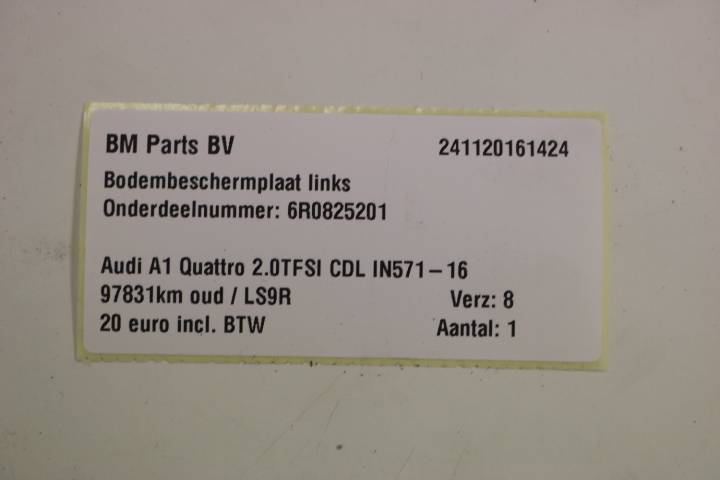 BM Parts BV 241120161424
Bodembeschermplaat links
Onderdeelnummer: 6R0825201
Audi A1 Quattro 2.0TFSI CDL IN571-16
97831km oud / LS9R Verz: 8
20 euro incl. BTW Aantal: 1